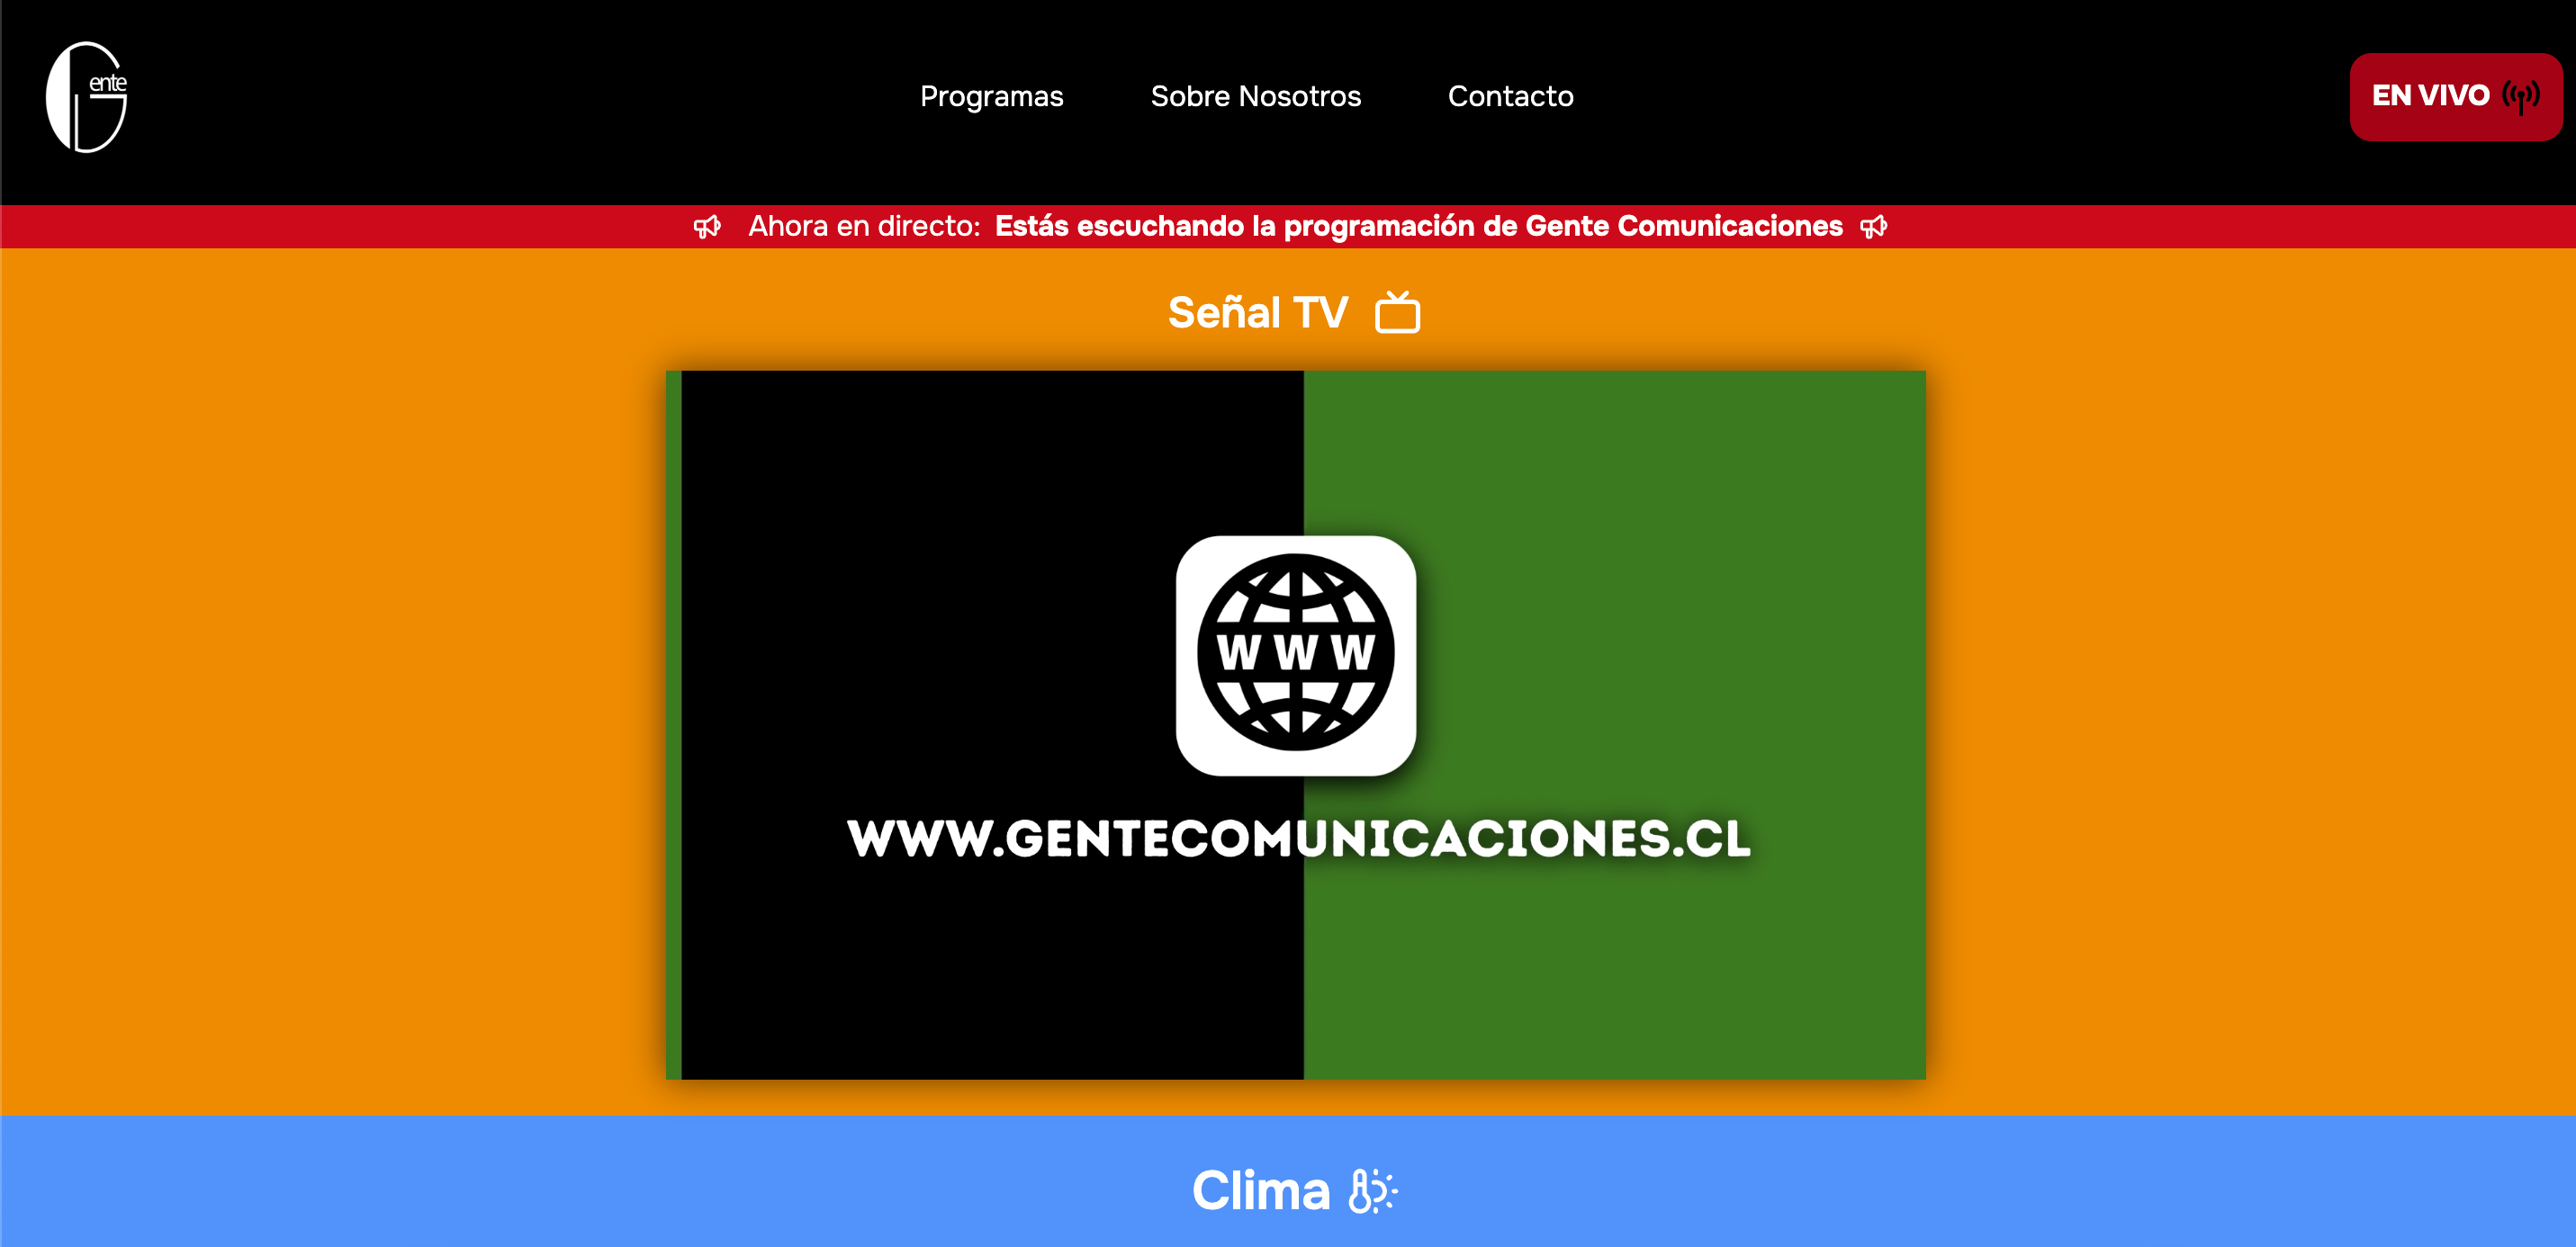 Gente
Programas
Sobre Nosotros
Contacto
EN VIVO
Ahora en directo: Estás escuchando la programación de Gente Comunicaciones
Señal TV
WWW
WWW.GENTECOMUNICACIONES.CL
Clima